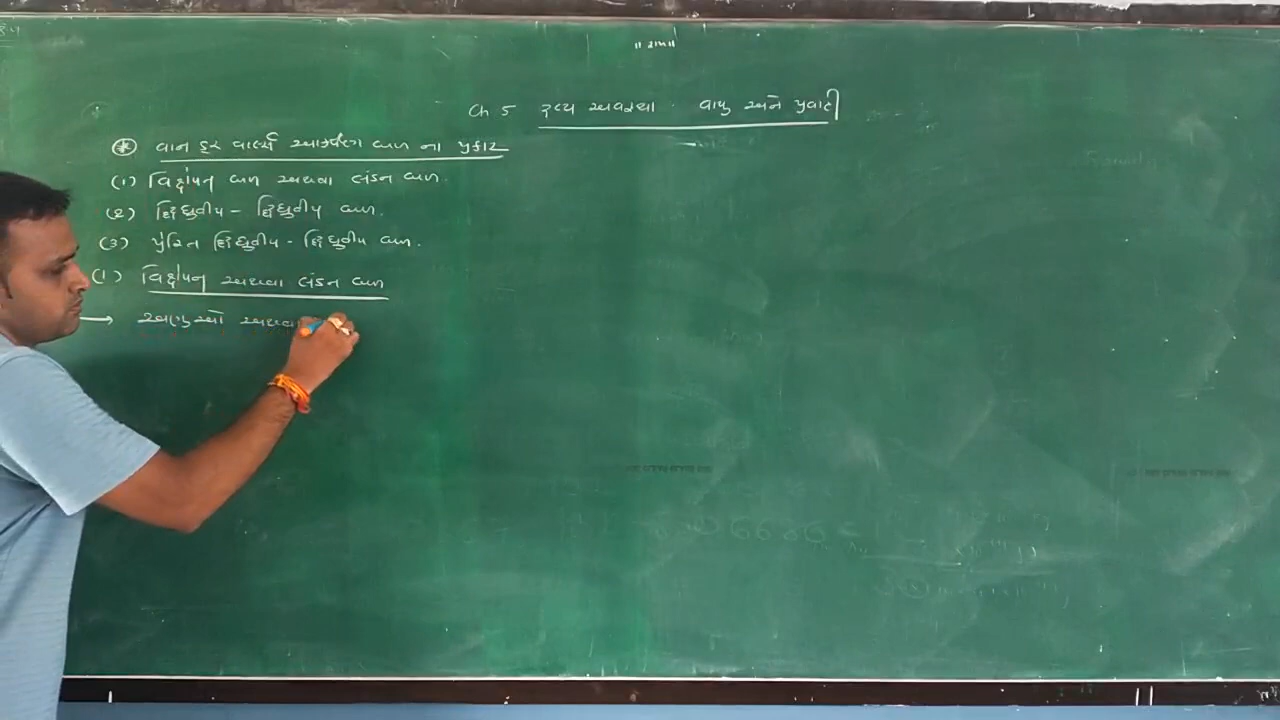 ॥ રામ ॥
Ch 5 દ્રવ્ય અવસ્થા વાયુ અને પ્રવાહી
વાન ડર વાલ્સ આકર્ષણ બળ ના પ્રકાર
(૧) વિક્ષેપન બળ અથવા લંડન બળ.
(૨) દ્વિધ્રુવીય - દ્વિધ્રુવીય બળ.
(૩) પ્રેરિત દ્વિધ્રુવીય - દ્વિધ્રુવીય બળ.
(૧) વિક્ષેપન અથવા લંડન બળ
→ અણુઓ અથવા